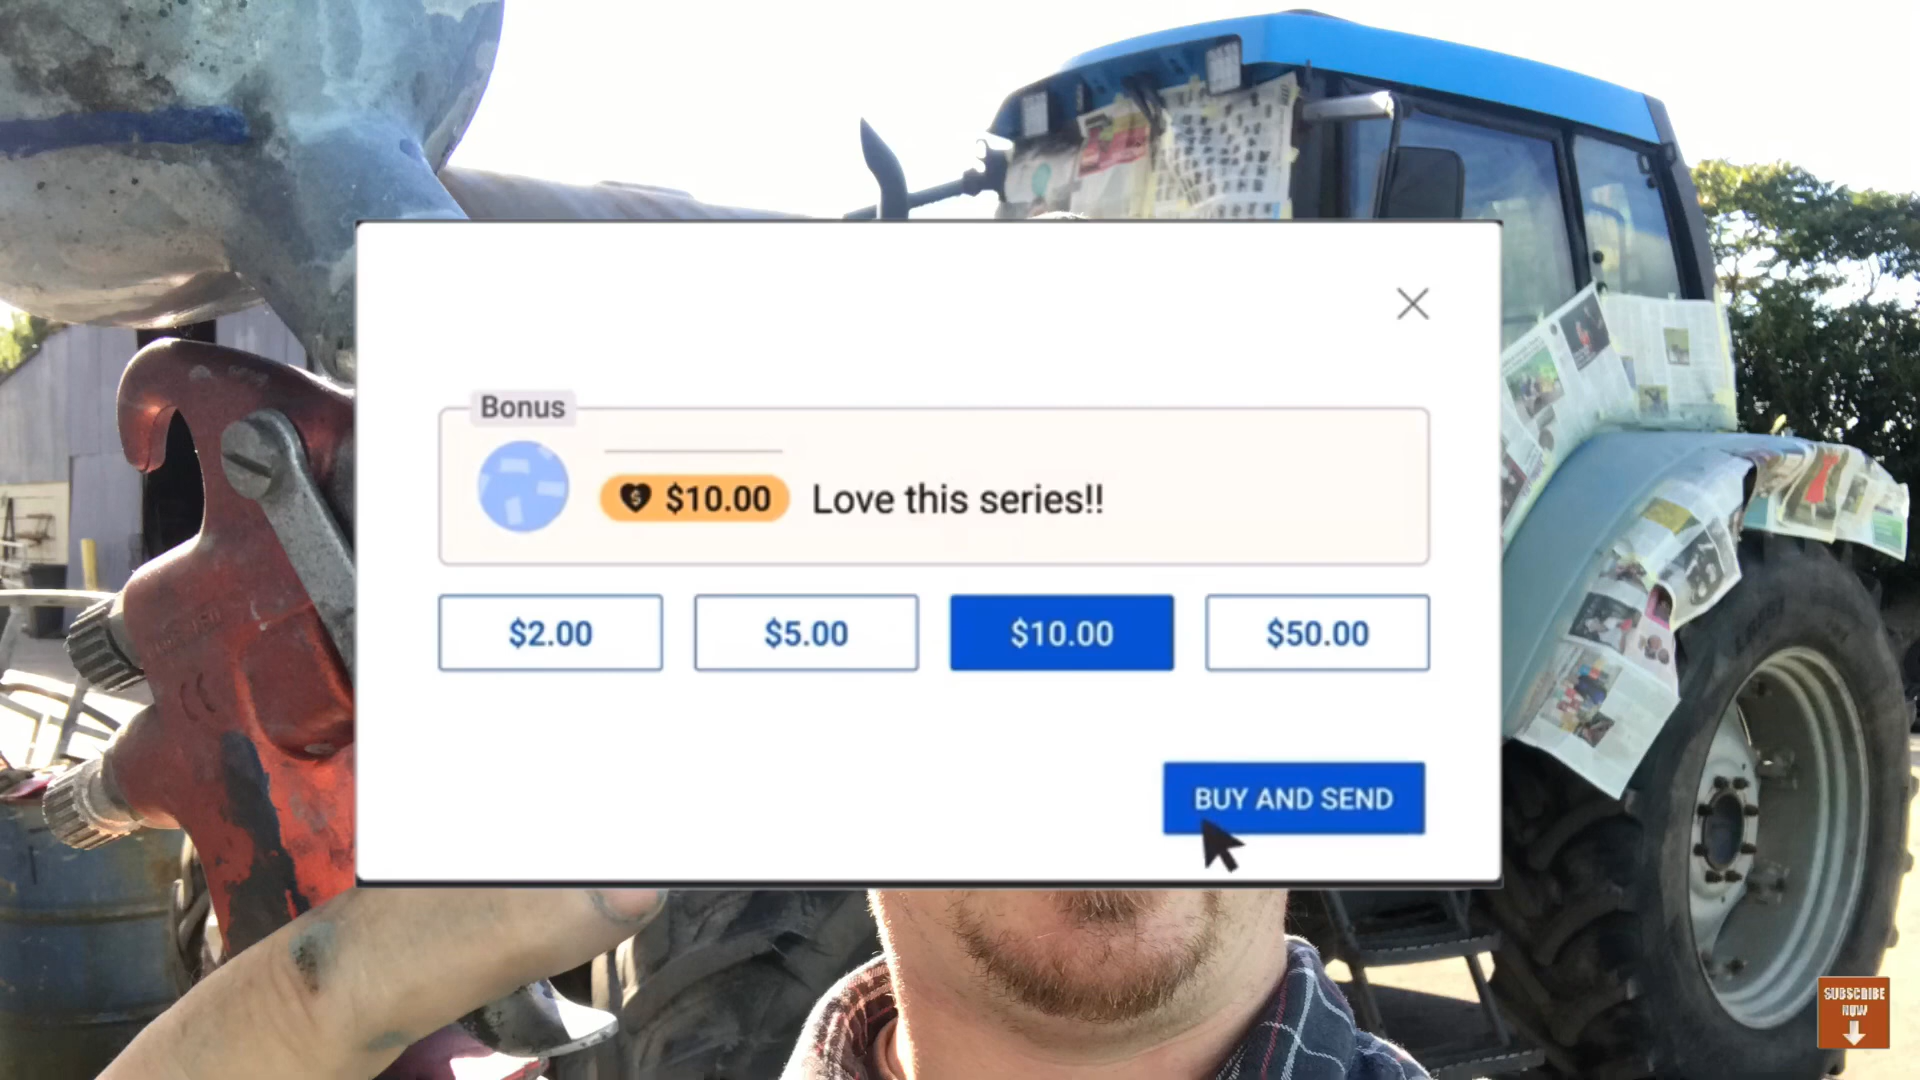 Bonus
$10.00 Love this series!!
$2.00 $5.00 $10.00 $50.00
BUY AND SEND
SUBSCRIBE
NOW